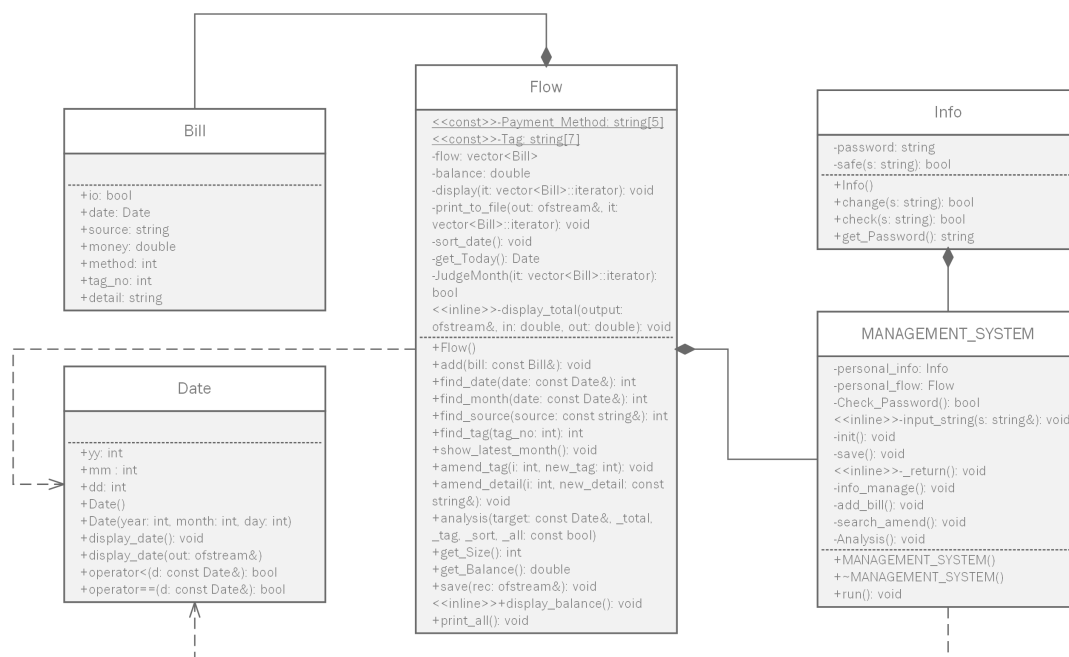 Bill
+io: bool
+date: Date
+source: string
+money: double
+method: int
+tag_no: int
+detail: string
Date
+yy: int
+mm : int
+dd: int
+Date()
+Date(year: int, month: int, day: int)
+display_date(): void
+display_date(out: ofstream&)
+operator<(d: const Date&): bool
+operator==(d: const Date&): bool
Flow
<<const>>-Payment_Method: string[5]
<<const>>-Tag: string[7]
-flow: vector<Bill>
-balance: double
-display(it: vector<Bill>::iterator): void
-print_to_file(out: ofstream&, it:
vector<Bill>::iterator): void
-sort_date(): void
-get_Today(): Date
-JudgeMonth(it: vector<Bill>::iterator):
bool
<<inline>>-display_total(output:
ofstream&, in: double, out: double): void
+Flow()
+add(bill: const Bill&): void
+find_date(date: const Date&): int
+find_month(date: const Date&): int
+find_source(source: const string&): int
+find_tag(tag_no: int): int
+show_latest_month(): void
+amend_tag(i: int, new_tag: int): void
+amend_detail(i: int, new_detail: const
string&): void
+analysis(target: const Date&, _total,
_tag, _sort, _all: const bool)
+get_Size(): int
+get_Balance(): double
+save(rec: ofstream&): void
<<inline>>+display_balance(): void
+print_all(): void
Info
-password: string
-safe(s: string): bool
+Info()
+change(s: string): bool
+check(s: string): bool
+get_Password(): string
MANAGEMENT_SYSTEM
-personal_info: Info
-personal_flow: Flow
-Check_Password(): bool
<<inline>>-input_string(s: string&): void
-init(): void
-save(): void
<<inline>>-_return(): void
-info_manage(): void
-add_bill(): void
-search_amend(): void
-Analysis(): void
+MANAGEMENT_SYSTEM()
+~MANAGEMENT_SYSTEM()
+run(): void